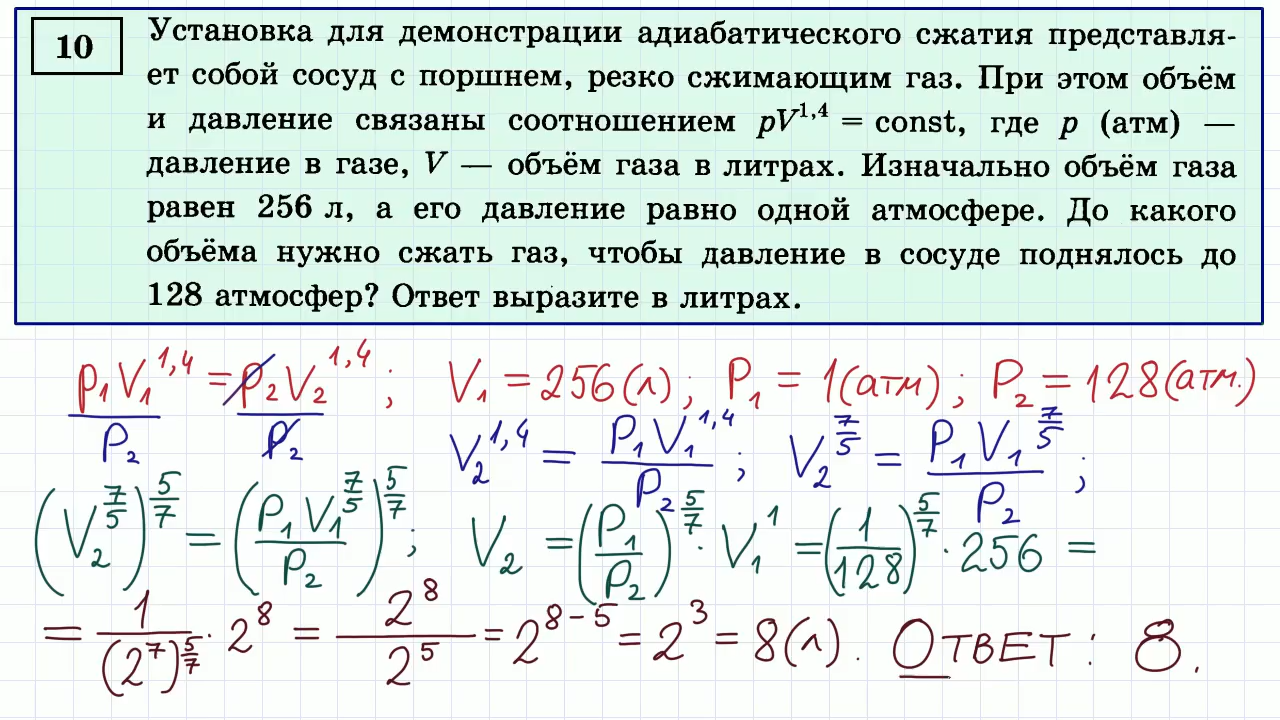 10
Установка для демонстрации адиабатического сжатия представля-
ет собой сосуд с поршнем, резко сжимающим газ. При этом объём
и давление связаны соотношением pV^1,4 = const, где p (атм) —
давление в газе, V — объём газа в литрах. Изначально объём газа
равен 256 л, а его давление равно одной атмосфере. До какого
объёма нужно сжать газ, чтобы давление в сосуде поднялось до
128 атмосфер? Ответ выразите в литрах.
p₁V₁^1,4 / P₂ = p₂V₂^1,4 / P₂ ; V₁ = 256(л); P₁ = 1(атм); P₂ = 128(атм.)
V₂^1,4 = P₁V₁^1,4 / P₂ ; V₂^7/5 = P₁V₁^7/5 / P₂ ;
(V₂^7/5)^5/7 = (P₁V₁^7/5 / P₂)^5/7 ; V₂ = (P₁/P₂)^5/7 · V₁^1 = (1/128)^5/7 · 256 =
= 1/(2^7)^5/7 · 2^8 = 2^8/2^5 = 2^8-5 = 2^3 = 8(л). Ответ: 8.